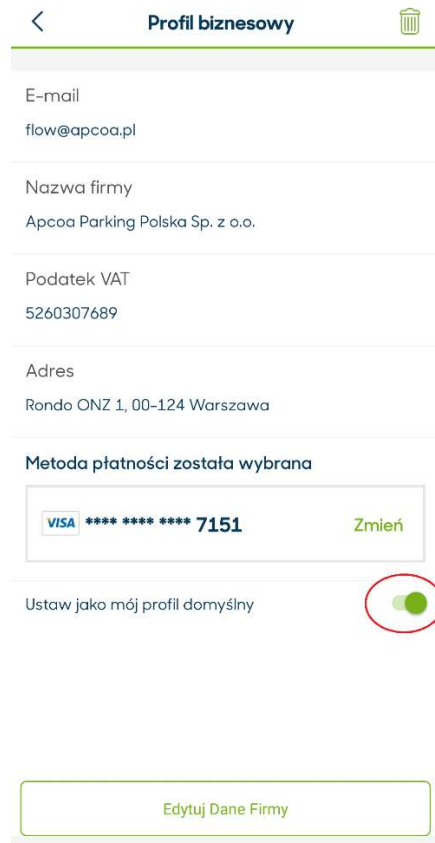 Profil biznesowy
E-mail
flow@apcoa.pl
Nazwa firmy
Apcoa Parking Polska Sp. z o.o.
Podatek VAT
5260307689
Adres
Rondo ONZ 1, 00-124 Warszawa
Metoda płatności została wybrana
VISA **** **** **** 7151 Zmień
Ustaw jako mój profil domyślny
Edytuj Dane Firmy